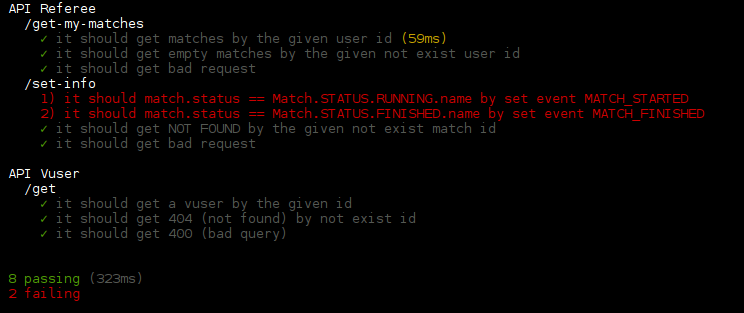 API Referee
/get-my-matches
✓ it should get matches by the given user id (59ms)
✓ it should get empty matches by the given not exist user id
✓ it should get bad request
/set-info
1) it should match.status == Match.STATUS.RUNNING.name by set event MATCH_STARTED
2) it should match.status == Match.STATUS.FINISHED.name by set event MATCH_FINISHED
✓ it should get NOT FOUND by the given not exist match id
✓ it should get bad request
API Vuser
/get
✓ it should get a vuser by the given id
✓ it should get 404 (not found) by not exist id
✓ it should get 400 (bad query)
8 passing (323ms)
2 failing